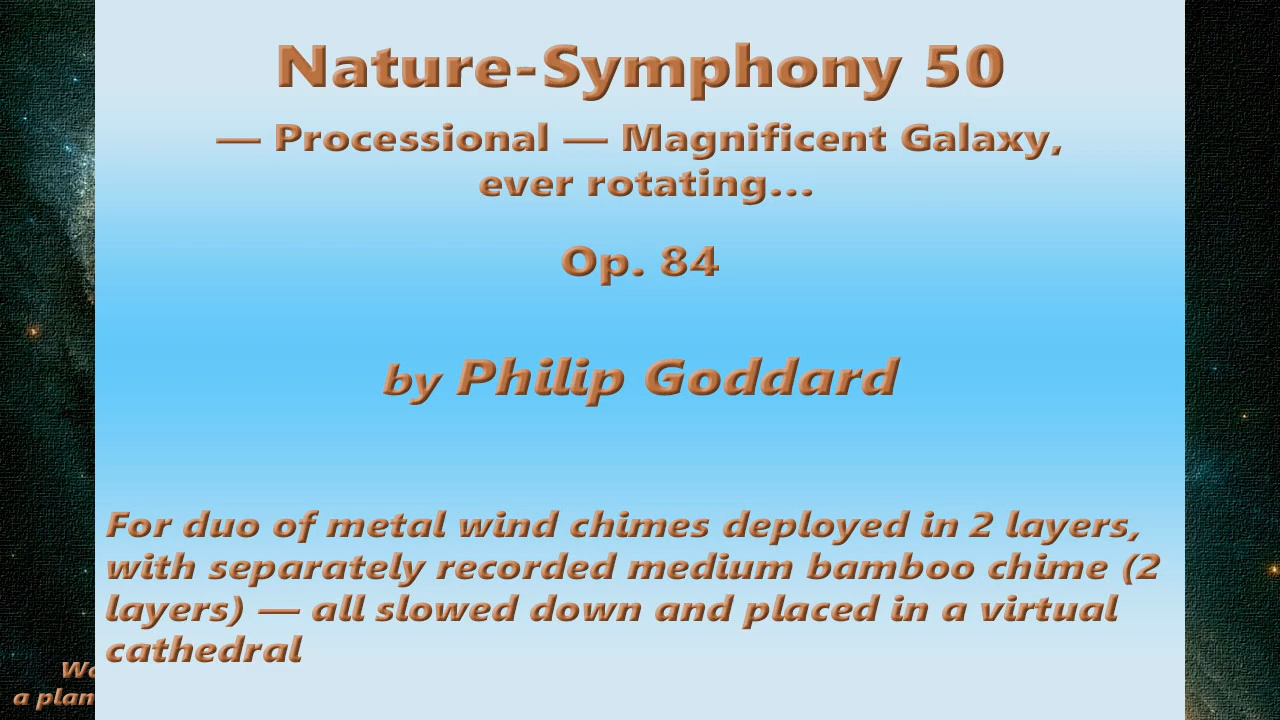 Nature-Symphony 50
— Processional — Magnificent Galaxy,
ever rotating...
Op. 84
by Philip Goddard
For duo of metal wind chimes deployed in 2 layers,
with separately recorded medium bamboo chime (2
layers) — all slowed down and placed in a virtual
cathedral
a